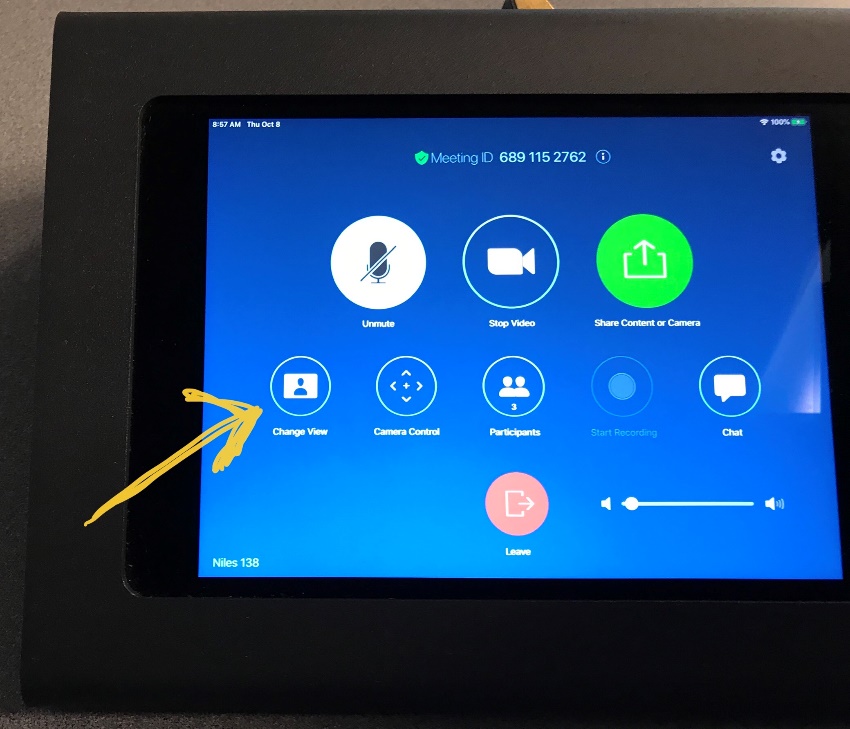 8:57 AM Thu Oct 8
100%
Meeting ID 689 115 2762
Unmute
Stop Video
Share Content or Camera
3
Change View
Camera Control
Participants
Start Recording
Chat
Leave
Niles 138